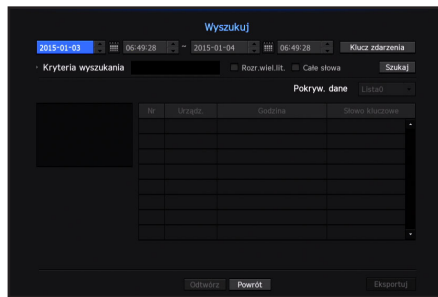 Wyszukuj
2015-01-03 06:49:28 ~ 2015-01-04 06:49:28 Klucz zdarzenia
Kryteria wyszukania Rozr.wiel.lit. Całe słowa Szukaj
Pokryw. dane Lista0
Nr Urządz. Godzina Słowo kluczowe
Odtwórz Powrót Eksportuj